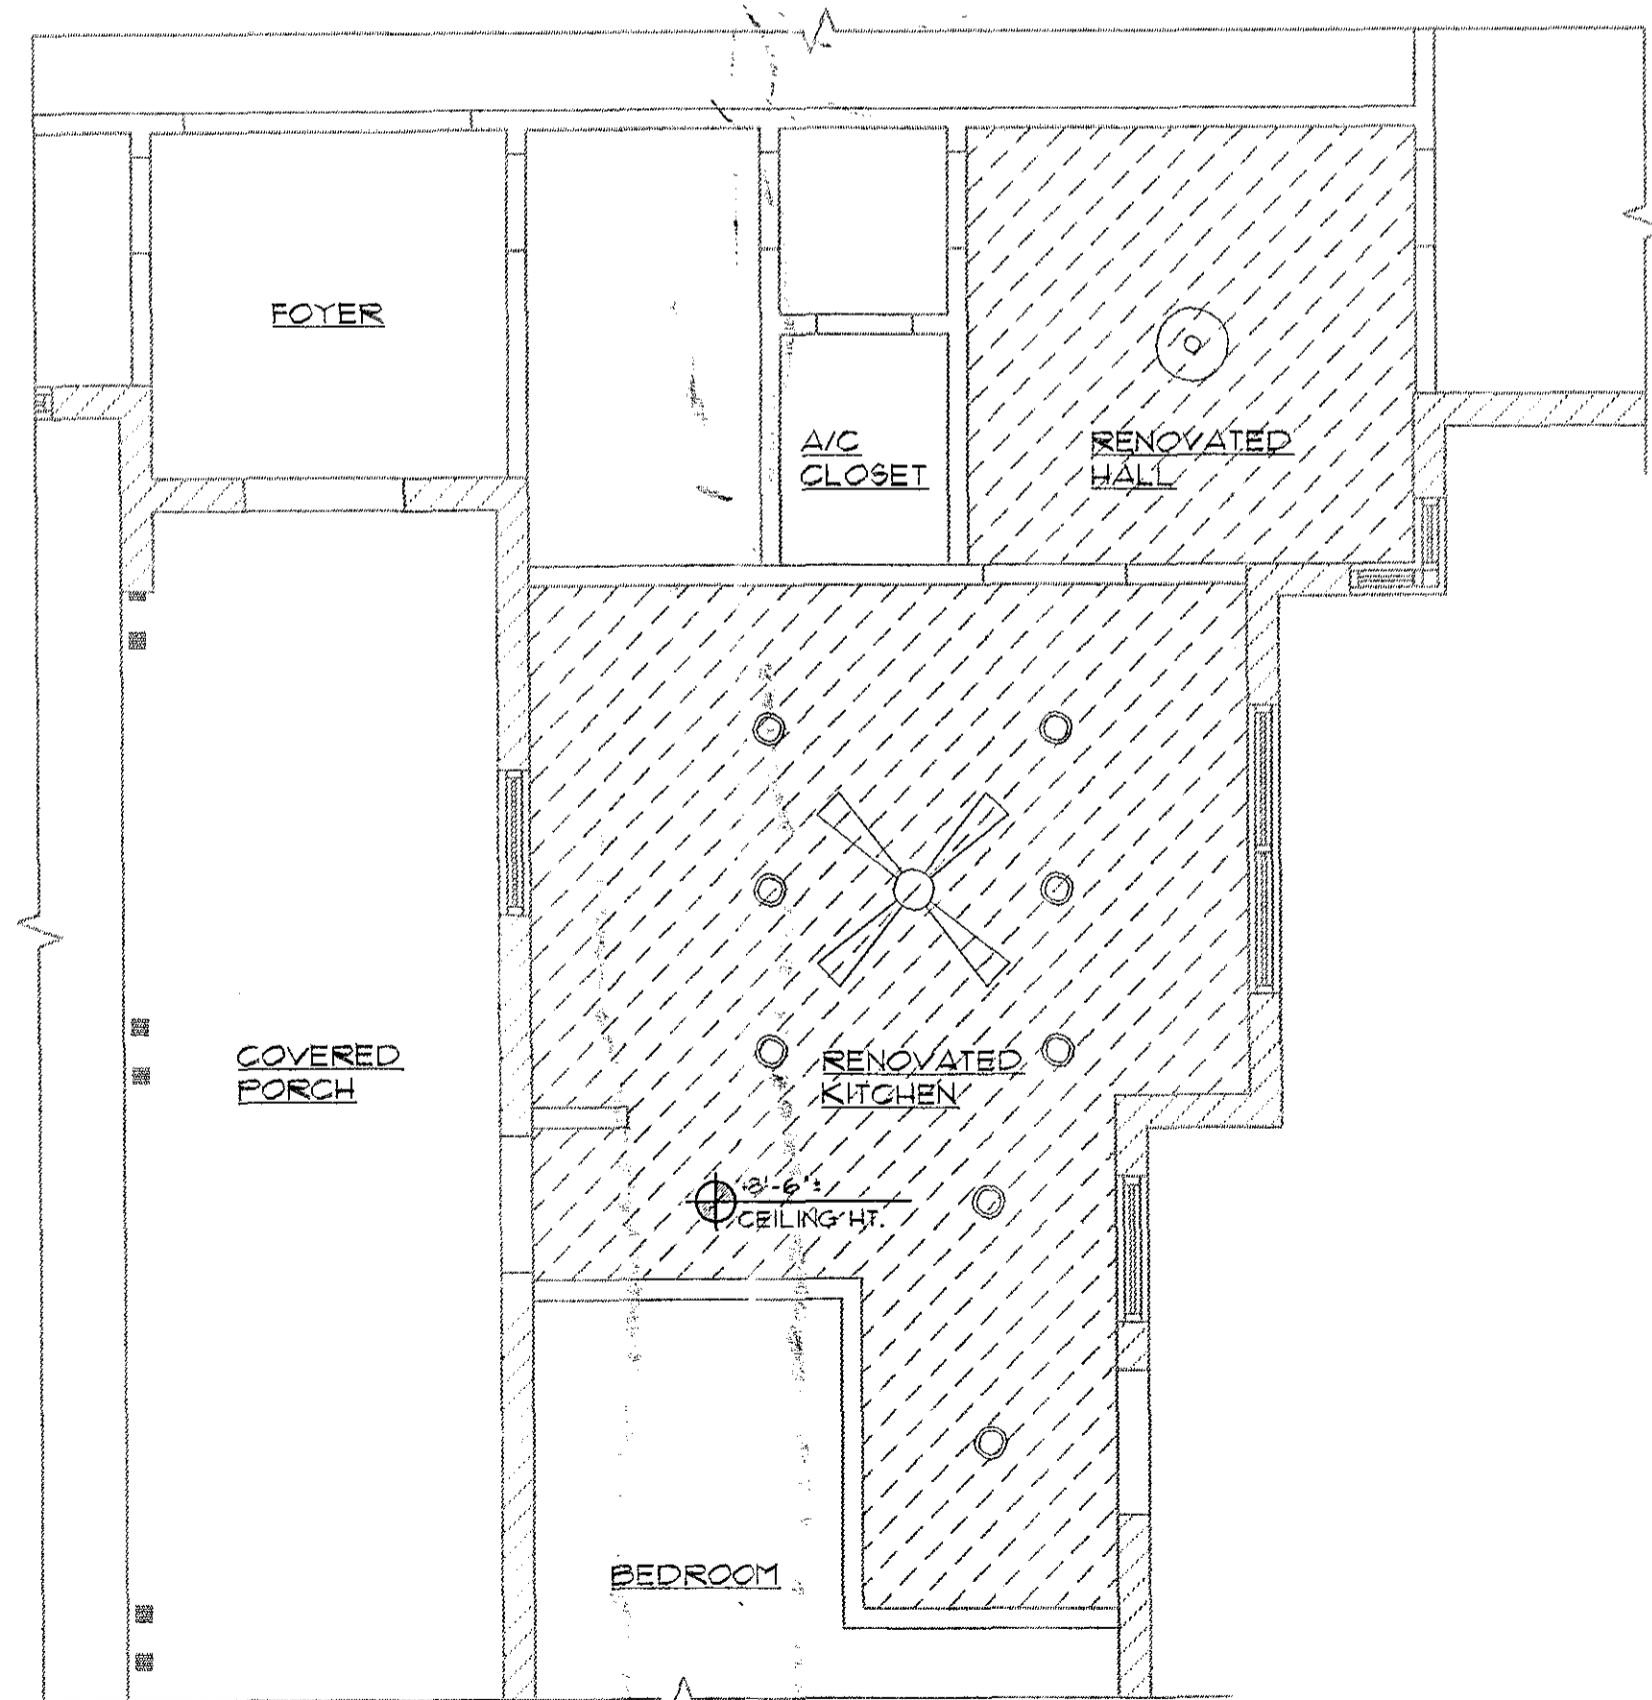 FOYER
A/C
CLOSET
RENOVATED
HALL
COVERED
PORCH
RENOVATED
KITCHEN
+8'-6"±
CEILING HT.
BEDROOM